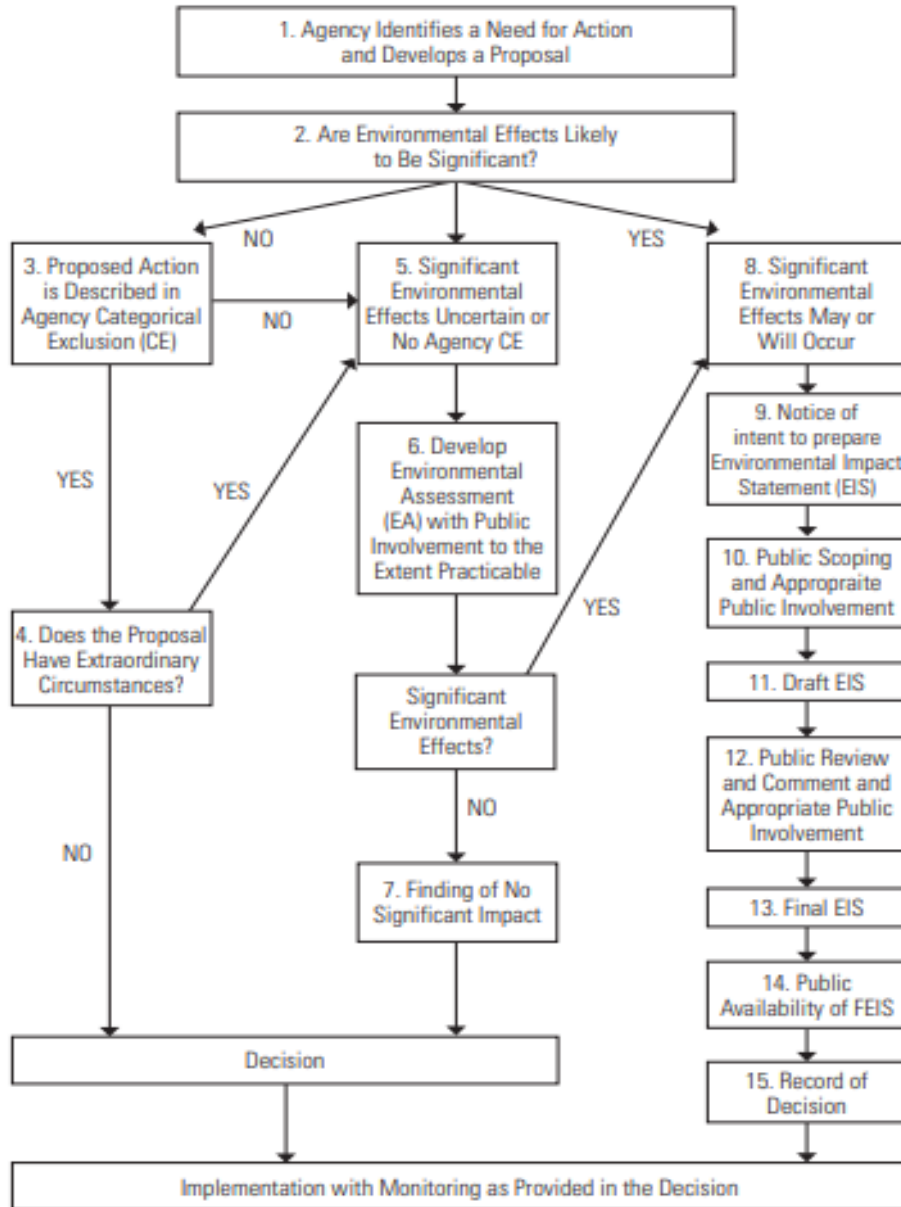 1. Agency Identifies a Need for Action
and Develops a Proposal
2. Are Environmental Effects Likely
to Be Significant?
NO
YES
3. Proposed Action
is Described in
Agency Categorical
Exclusion (CE)
NO
5. Significant
Environmental
Effects Uncertain or
No Agency CE
8. Significant
Environmental
Effects May or
Will Occur
YES
YES
6. Develop
Environmental
Assessment
(EA) with Public
Involvement to the
Extent Practicable
YES
9. Notice of
intent to prepare
Environmental Impact
Statement (EIS)
10. Public Scoping
and Appropraite
Public Involvement
4. Does the Proposal
Have Extraordinary
Circumstances?
Significant
Environmental
Effects?
11. Draft EIS
12. Public Review
and Comment and
Appropriate Public
Involvement
NO
NO
7. Finding of No
Significant Impact
13. Final EIS
14. Public
Availability of FEIS
Decision
15. Record of
Decision
Implementation with Monitoring as Provided in the Decision